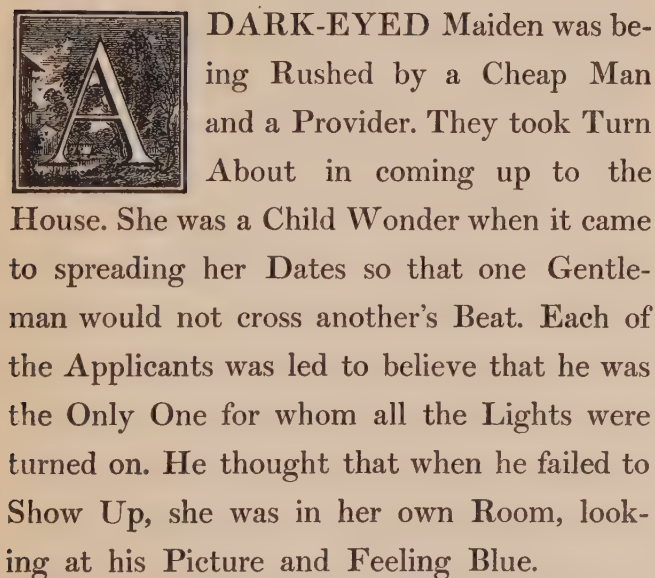 A DARK-EYED Maiden was be-
ing Rushed by a Cheap Man
and a Provider. They took Turn
About in coming up to the
House. She was a Child Wonder when it came
to spreading her Dates so that one Gentle-
man would not cross another's Beat. Each of
the Applicants was led to believe that he was
the Only One for whom all the Lights were
turned on. He thought that when he failed to
Show Up, she was in her own Room, look-
ing at his Picture and Feeling Blue.